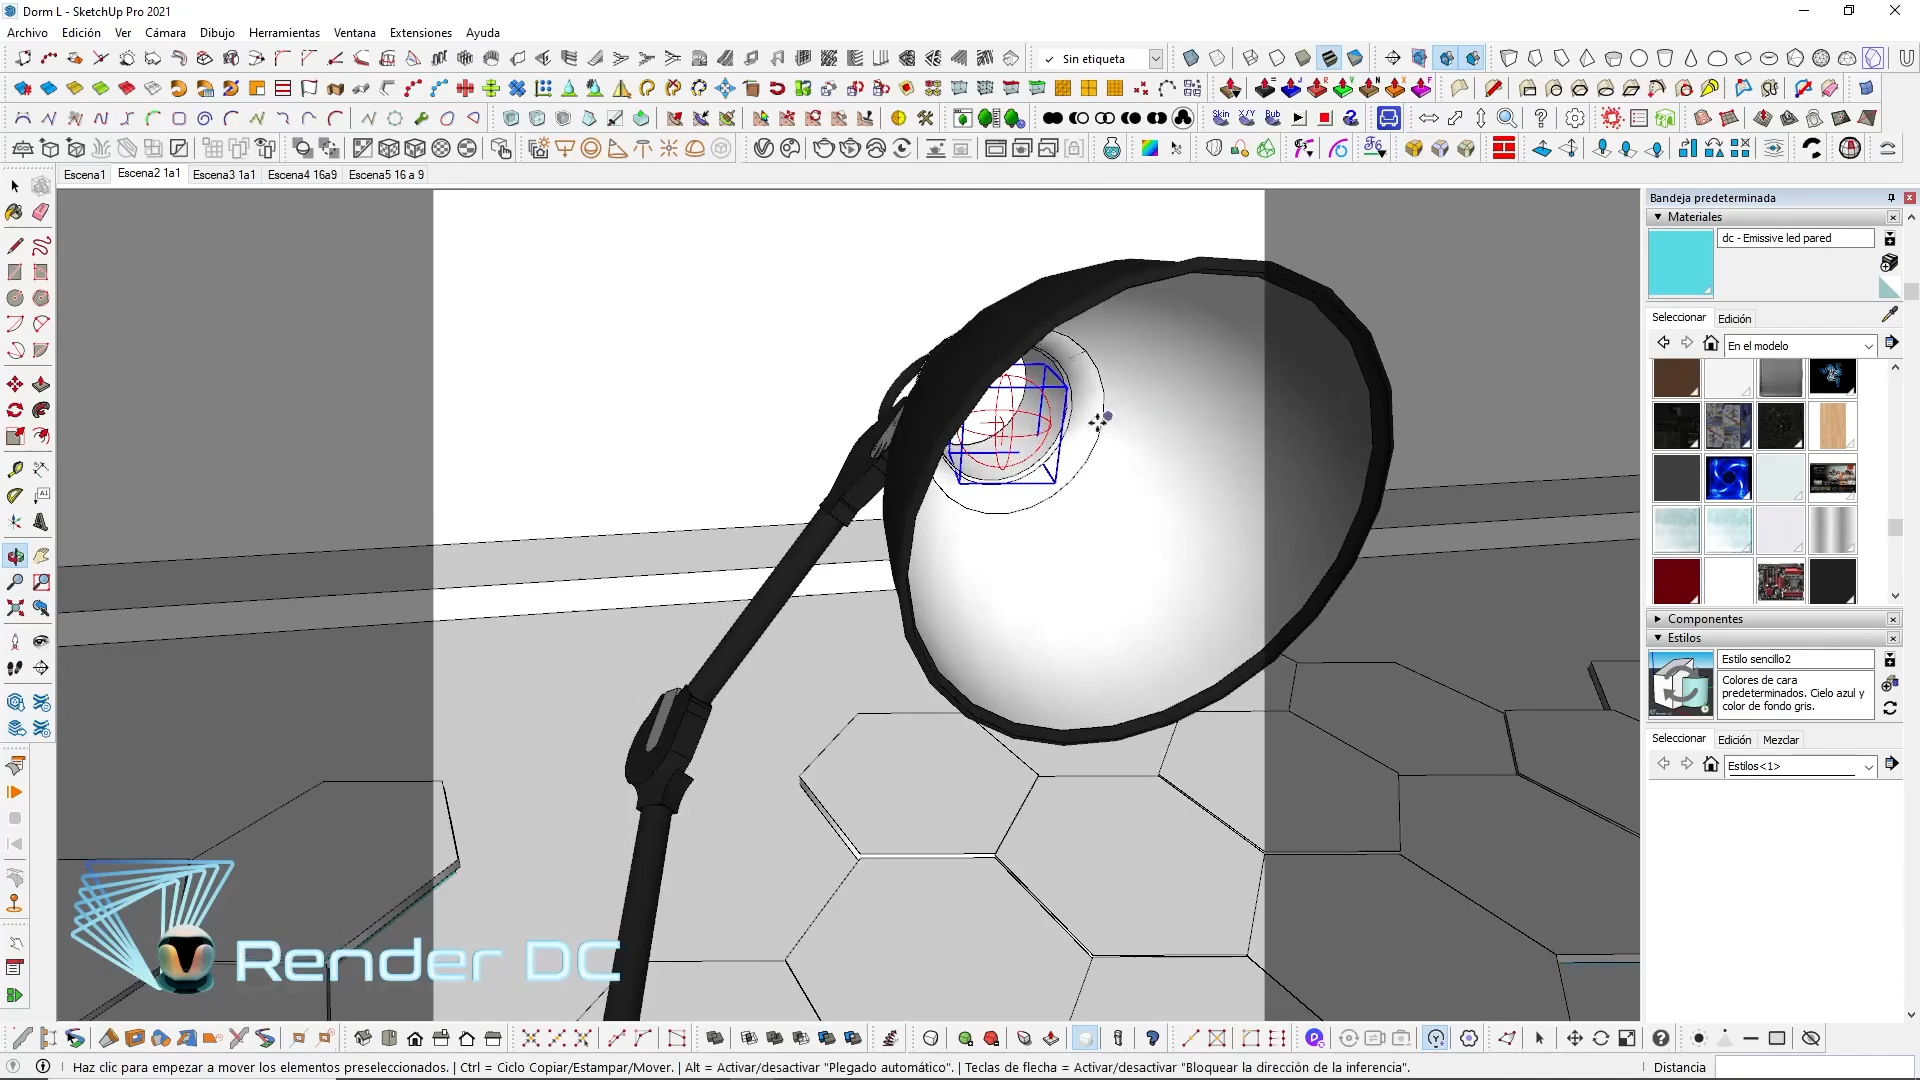 Dorm L - SketchUp Pro 2021
Archivo Edición Ver Cámara Dibujo Herramientas Ventana Extensiones Ayuda
Sin etiqueta
Skin X/Y Bub
Escena1 Escena2 1a1 Escena3 1a1 Escena4 16a9 Escena5 16 a 9
Bandeja predeterminada
Materiales
dc - Emissive led pared
Seleccionar Edición
En el modelo
Componentes
Estilos
Estilo sencillo2
Colores de cara
predeterminados. Cielo azul y
color de fondo gris.
Seleccionar Edición Mezclar
Estilos<1>
Render DC
Haz clic para empezar a mover los elementos preseleccionados. | Ctrl = Ciclo Copiar/Estampar/Mover. | Alt = Activar/desactivar "Plegado automático". | Teclas de flecha = Activar/desactivar "Bloquear la dirección de la inferencia".
Distancia